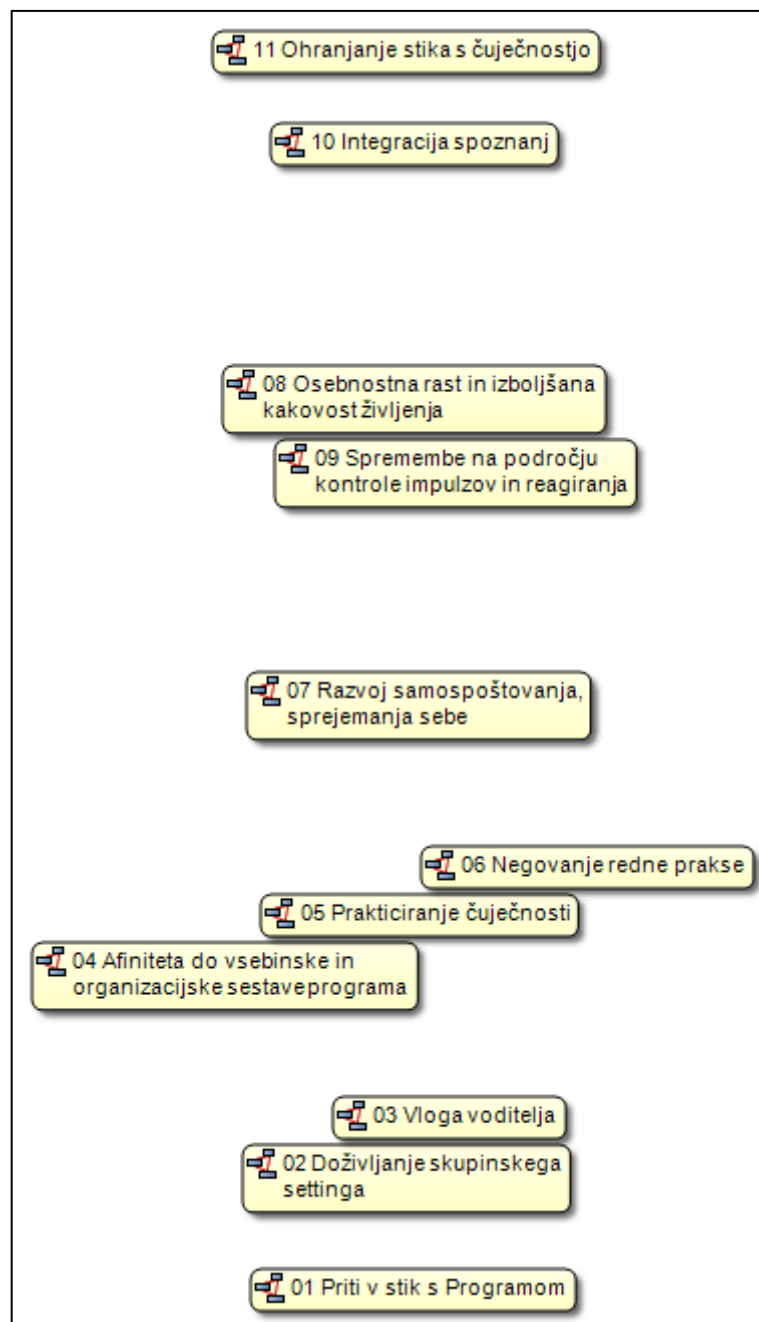 11 Ohranjanje stika s čuječnostjo
10 Integracija spoznanj
08 Osebnostna rast in izboljšana
kakovost življenja
09 Spremembe na področju
kontrole impulzov in reagiranja
07 Razvoj samospoštovanja,
sprejemanja sebe
06 Negovanje redne prakse
05 Prakticiranje čuječnosti
04 Afiniteta do vsebinske in
organizacijske sestave programa
03 Vloga voditelja
02 Doživljanje skupinskega
settinga
01 Priti v stik s Programom